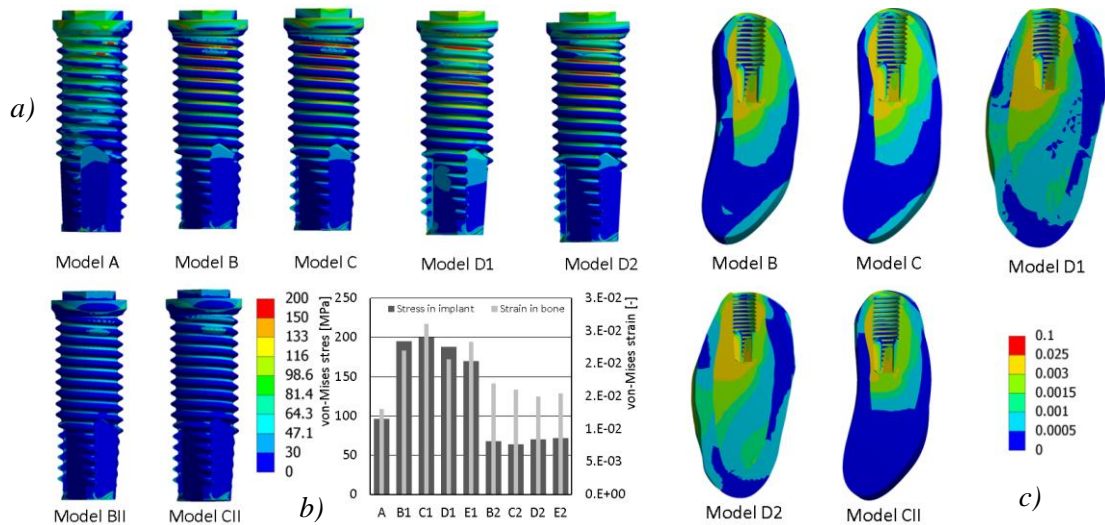 a)
Model A
Model B
Model C
Model D1
Model D2
Model B
Model C
Model D1
Model BII
Model CII
200
150
133
116
98.6
81.4
64.3
47.1
30
0
b)
von-Mises stres [MPa]
250
200
150
100
50
0
Stress in implant
Strain in bone
3.E-02
3.E-02
2.E-02
2.E-02
1.E-02
5.E-03
0.E+00
von-Mises strain [-]
A B1 C1 D1 E1 B2 C2 D2 E2
Model D2
Model CII
0.1
0.025
0.003
0.0015
0.001
0.0005
0
c)